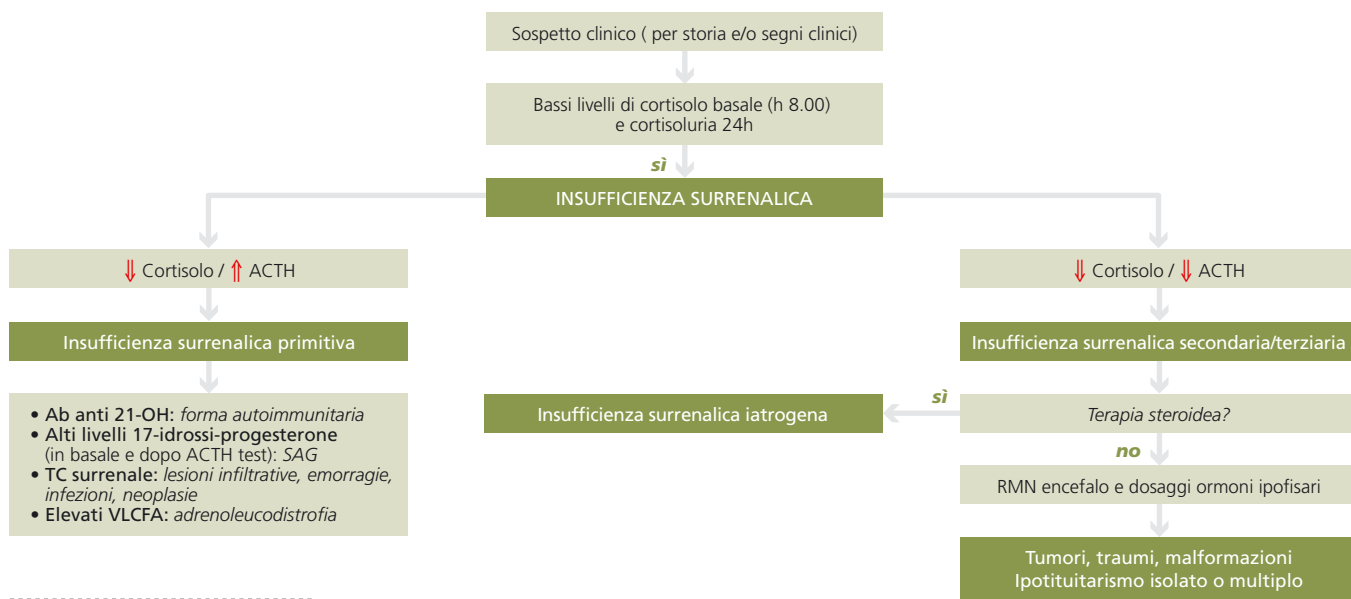 Sospetto clinico ( per storia e/o segni clinici)
Bassi livelli di cortisolo basale (h 8.00)
e cortisoluria 24h
sì
INSUFFICIENZA SURRENALICA
⇓ Cortisolo / ⇑ ACTH
⇓ Cortisolo / ⇓ ACTH
Insufficienza surrenalica primitiva
Insufficienza surrenalica secondaria/terziaria
• Ab anti 21-OH: forma autoimmunitaria
• Alti livelli 17-idrossi-progesterone
(in basale e dopo ACTH test): SAG
• TC surrenale: lesioni infiltrative, emorragie,
infezioni, neoplasie
• Elevati VLCFA: adrenoleucodistrofia
Insufficienza surrenalica iatrogena
sì
Terapia steroidea?
no
RMN encefalo e dosaggi ormoni ipofisari
Tumori, traumi, malformazioni
Ipotituitarismo isolato o multiplo